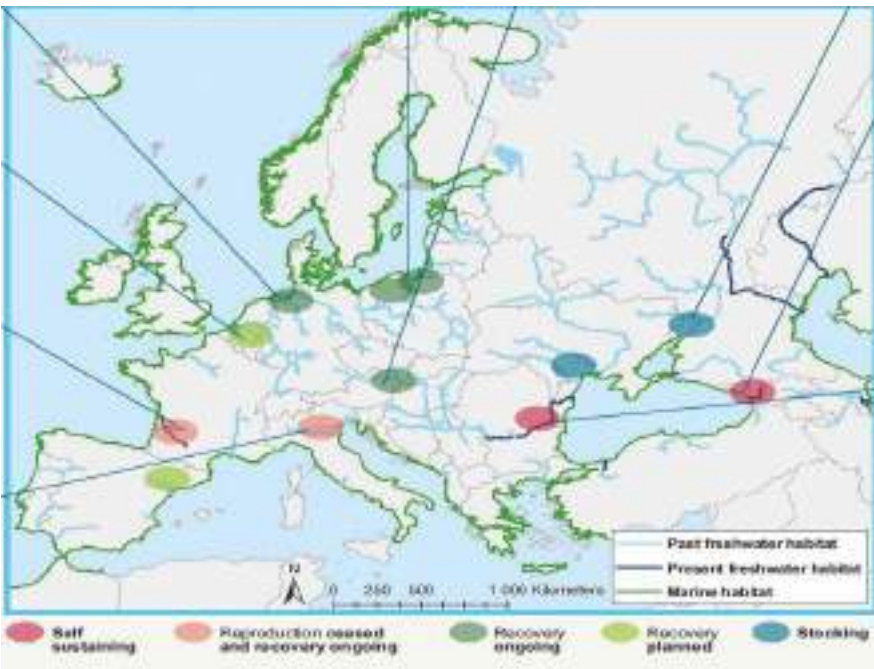 Past freshwater habitat
Present freshwater habitat
Marine habitat
N
0 250 500 1 000 Kilometers
Self sustaining
Reproduction ceased and recovery ongoing
Recovery ongoing
Recovery planned
Stocking